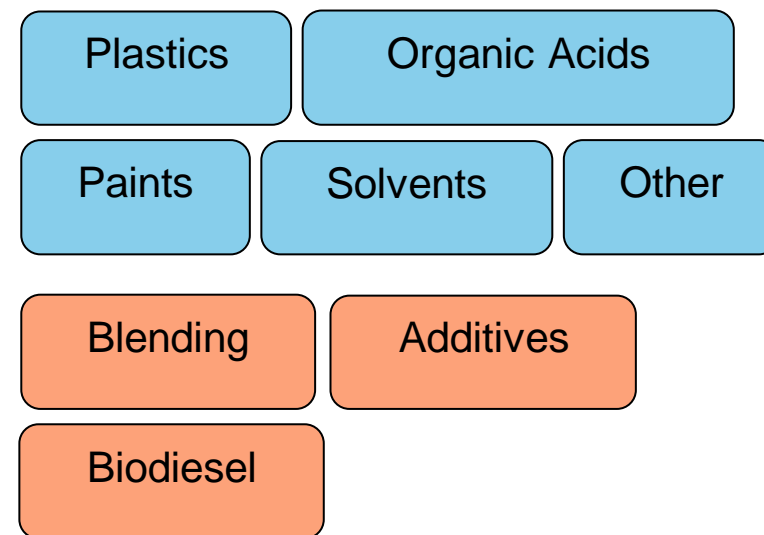 Plastics Organic Acids
Paints Solvents Other
Blending Additives
Biodiesel